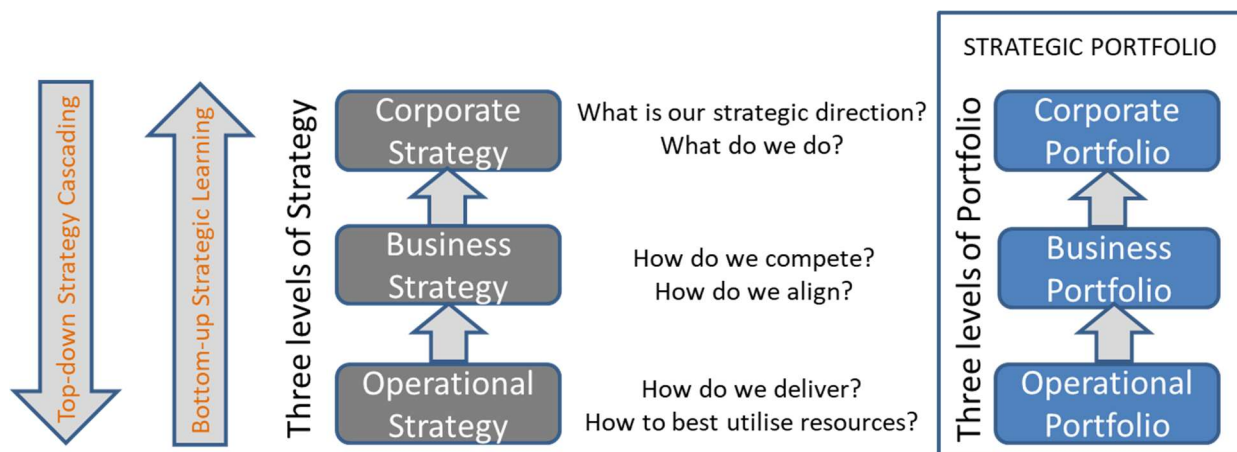 Top-down Strategy Cascading
Bottom-up Strategic Learning
Three levels of Strategy
Corporate
Strategy
What is our strategic direction?
What do we do?
Business
Strategy
How do we compete?
How do we align?
Operational
Strategy
How do we deliver?
How to best utilise resources?
STRATEGIC PORTFOLIO
Three levels of Portfolio
Corporate
Portfolio
Business
Portfolio
Operational
Portfolio